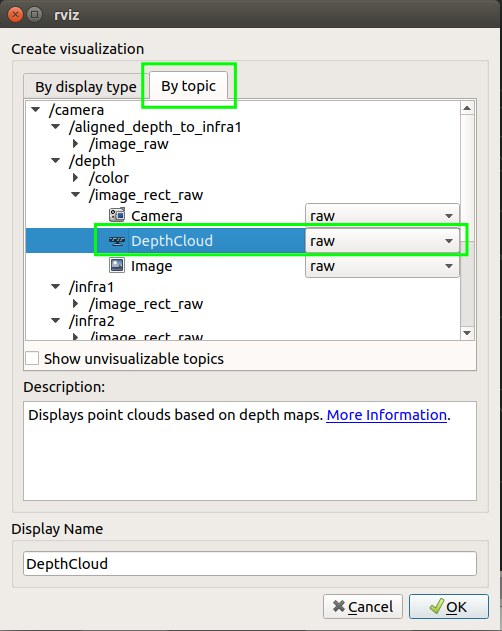 rviz
Create visualization
By display type
By topic
/camera
/aligned_depth_to_infra1
/image_raw
/depth
/color
/image_rect_raw
Camera raw
DepthCloud raw
Image raw
/infra1
/image_rect_raw
/infra2
/image_rect_raw
Show unvisualizable topics
Description:
Displays point clouds based on depth maps. More Information.
Display Name
DepthCloud
Cancel OK